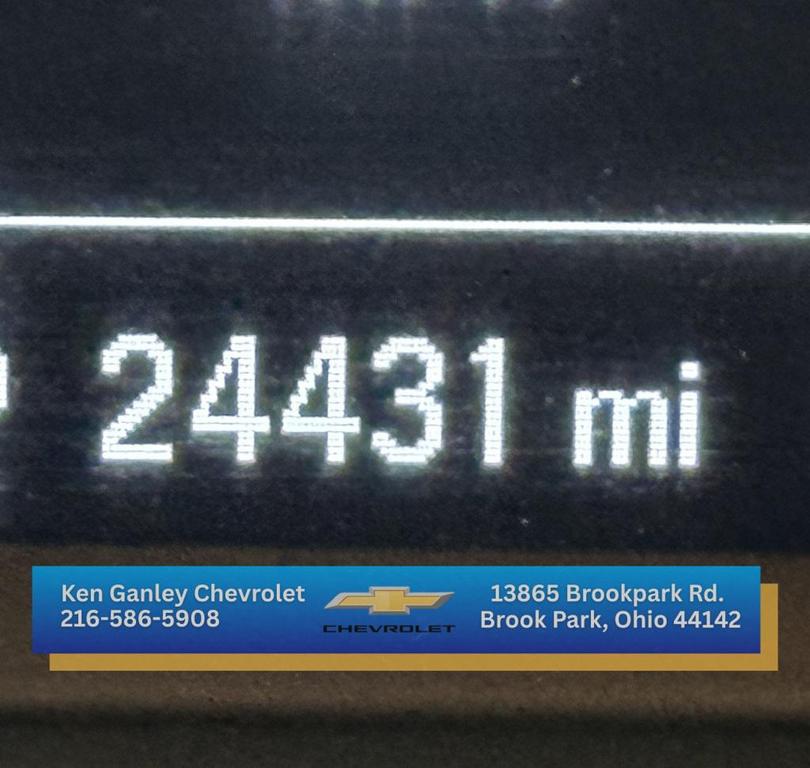 24431 mi
Ken Ganley Chevrolet
216-586-5908
CHEVROLET
13865 Brookpark Rd.
Brook Park, Ohio 44142